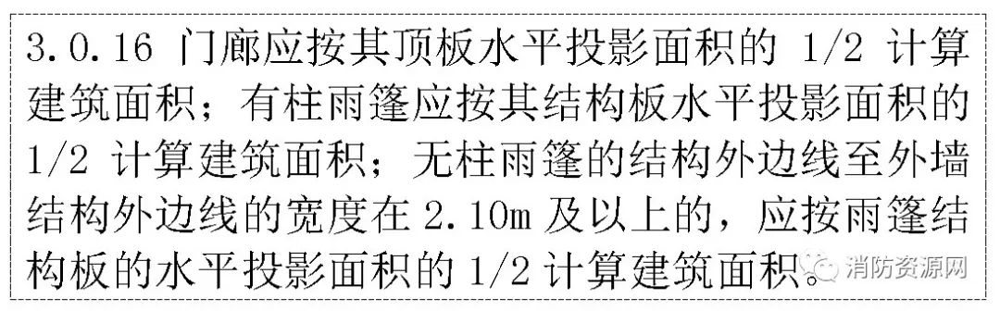 3.0.16 门廊应按其顶板水平投影面积的 1/2 计算
建筑面积；有柱雨篷应按其结构板水平投影面积的
1/2 计算建筑面积；无柱雨篷的结构外边线至外墙
结构外边线的宽度在 2.10m 及以上的，应按雨篷结
构板的水平投影面积的 1/2 计算建筑面积。
消防资源网